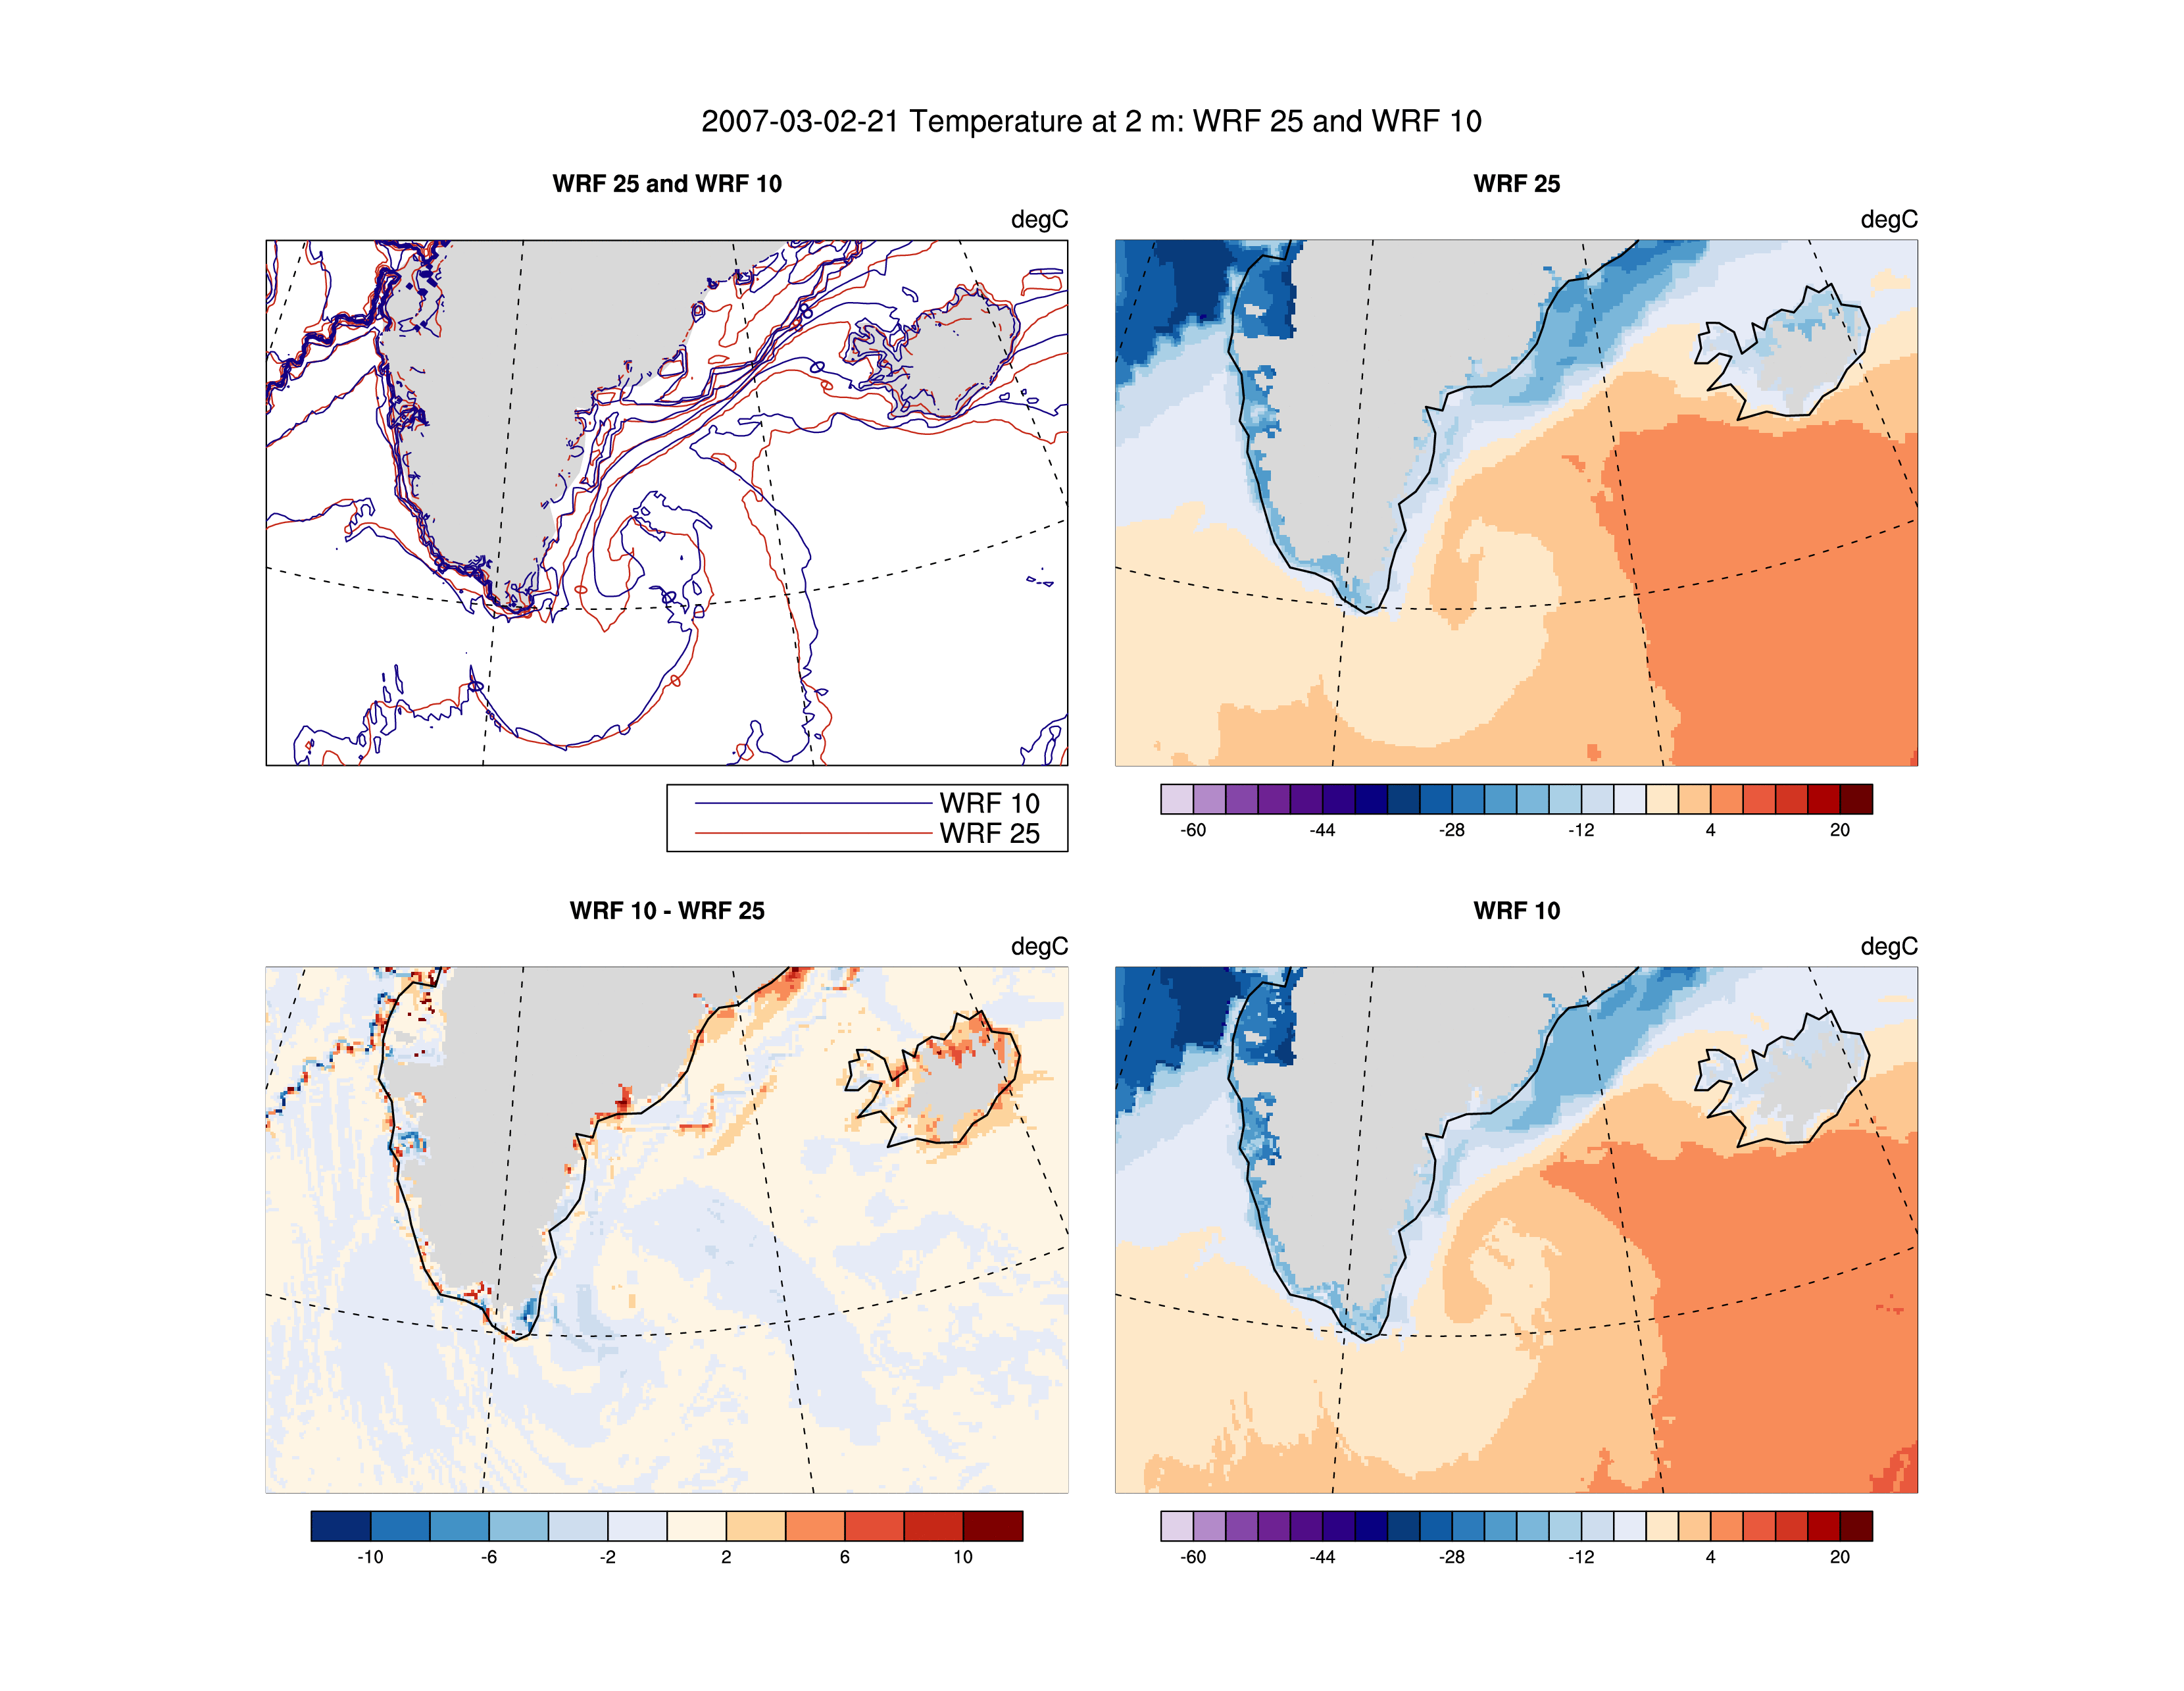 2007-03-02-21 Temperature at 2 m: WRF 25 and WRF 10
WRF 25 and WRF 10
degC
WRF 10
WRF 25
WRF 25
degC
-60 -44 -28 -12 4 20
WRF 10 - WRF 25
degC
-10 -6 -2 2 6 10
WRF 10
degC
-60 -44 -28 -12 4 20